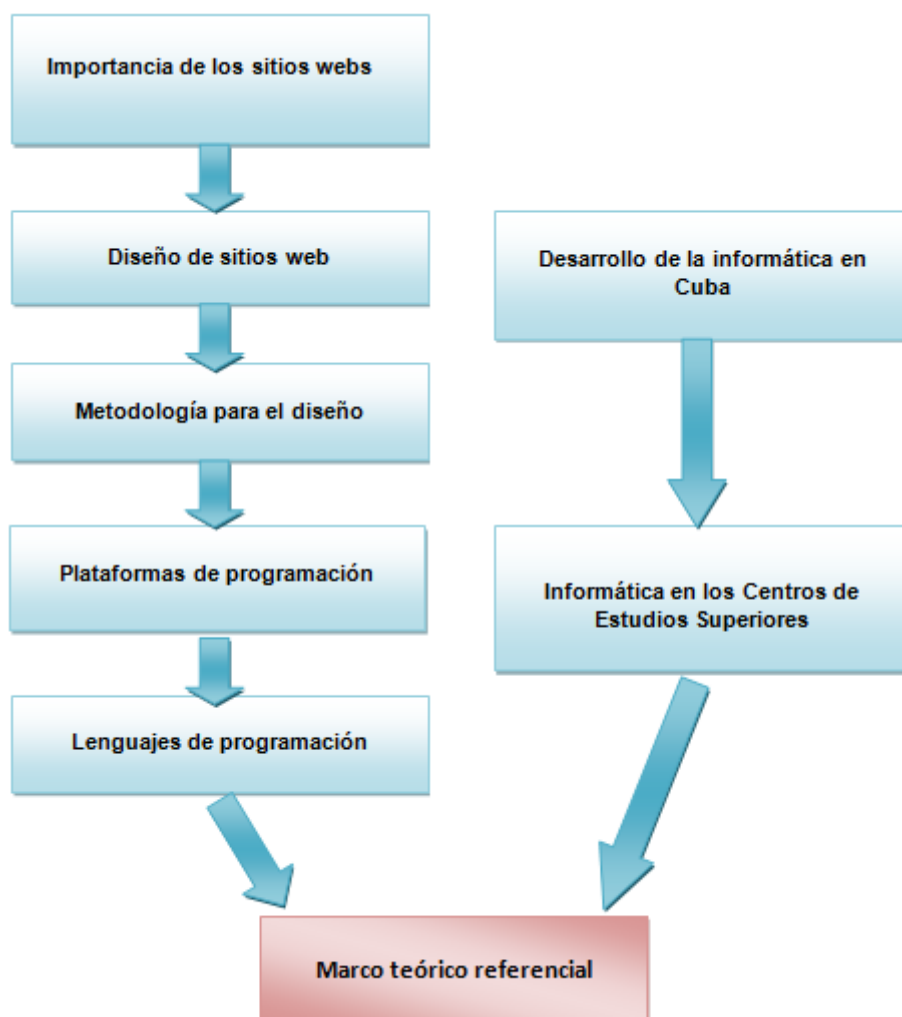 Importancia de los sitios webs
Diseño de sitios web
Metodología para el diseño
Plataformas de programación
Lenguajes de programación
Desarrollo de la informática en
Cuba
Informática en los Centros de
Estudios Superiores
Marco teórico referencial